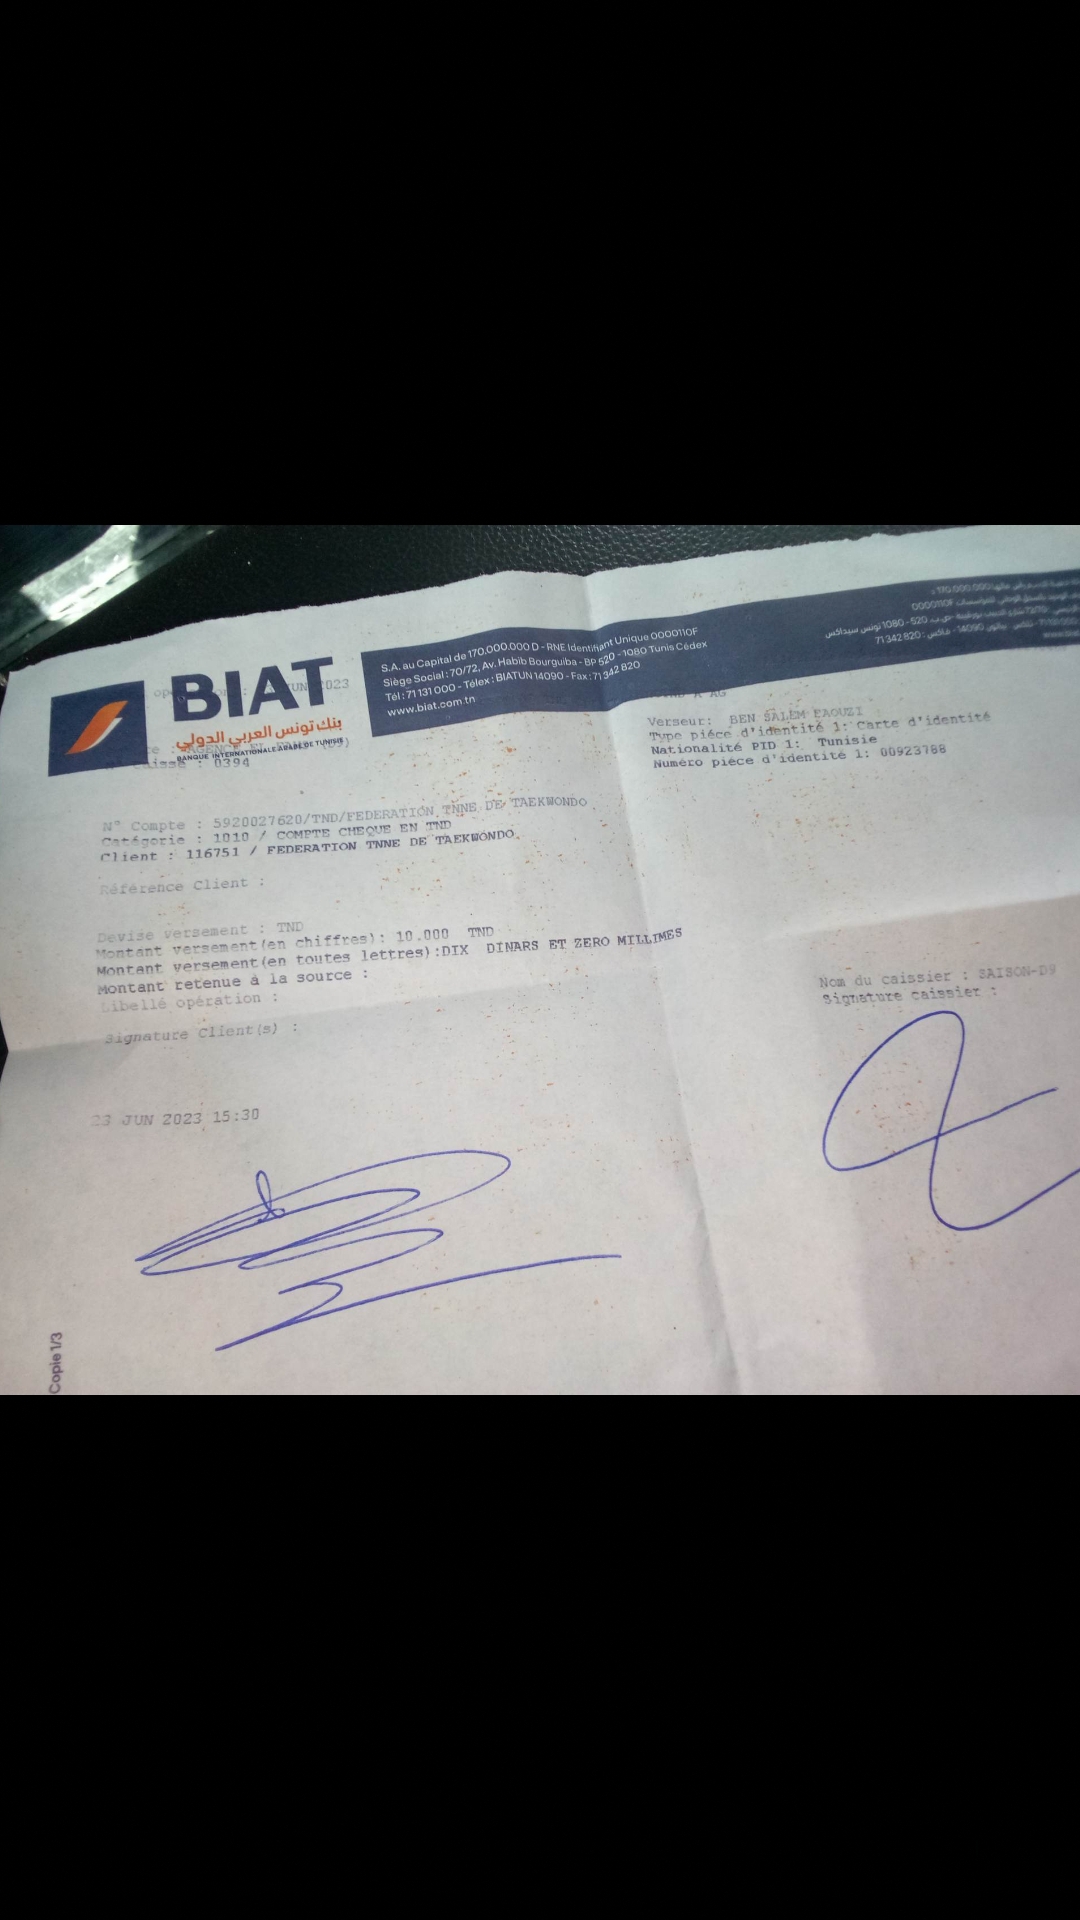 BIAT
بنك تونس العربي الدولي
BANQUE INTERNATIONALE ARABE DE TUNISIE
S.A. au Capital de 170.000.000 D - RNE Identifiant Unique 0000110F
Siège Social : 70/72, Av. Habib Bourguiba - BP 520 - 1080 Tunis Cédex
Tél : 71 131 000 - Télex : BIATUN 14090 - Fax : 71 342 820
www.biat.com.tn
2023
: 0394
Verseur: BEN SALEM FAOUZI
Type pièce d'identité 1: Carte d'identité
Nationalité PID 1: Tunisie
Numéro pièce d'identité 1: 00923788
N° Compte : 5920027620/TND/FEDERATION TNNE DE TAEKWONDO
Catégorie : 1010 / COMPTE CHEQUE EN TND
Client : 116751 / FEDERATION TNNE DE TAEKWONDO
Référence Client :
Devise versement : TND
Montant versement(en chiffres): 10.000 TND
Montant versement(en toutes lettres):DIX DINARS ET ZERO MILLIMES
Montant retenue à la source :
Libellé opération :
Nom du caissier : SAISON-D9
Signature caissier :
Signature Client(s) :
23 JUN 2023 15:30
Copie 1/3